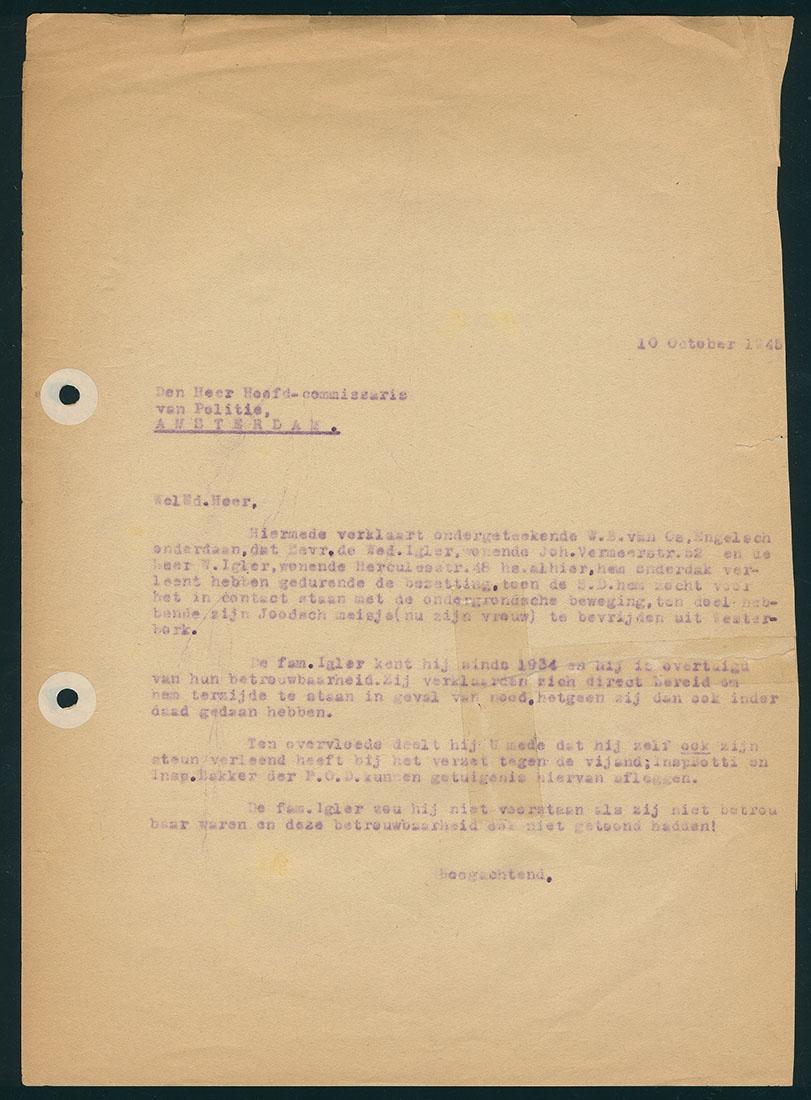 10 October 1945
Den Heer Hoofd-commissaris
van Politie,
AMSTERDAM.
WelEd.Heer,
Hiermede verklaart ondergeteekende W.B.van Os,Engelsch
onderdaan,dat Mevr.de Wed.Igler,wonende Joh.Vermeerstr.52 en de
heer W.Igler,wonende Herculesstr.48 hs.alhier,hem onderdak ver-
leent hebben gedurende de bezetting,toen de S.D.hem zocht voor
het in contact staan met de ondergrondsche beweging,ten doel heb-
bende zijn Joodsch meisje(nu zijn vrouw) te bevrijden uit Wester-
bork.
De fam.Igler kent hij sinds 1934 en hij is overtuigd
van hun betrouwbaarheid.Zij verklaarden zich direct bereid om
hem terzijde te staan in geval van nood,hetgeen zij dan ook inder
daad gedaan hebben.
Ten overvloede deelt hij U mede dat hij zelf ook zijn
steun verleend heeft bij het verzet tegen de vijand;InspBotti en
Insp.Bakker der P.O.D.kunnen getuigenis hiervan afleggen.
De fam.Igler zou hij niet voorstaan als zij niet betrou
baar waren en deze betrouwbaarheid ook niet getoond hadden!
Hoogachtend,